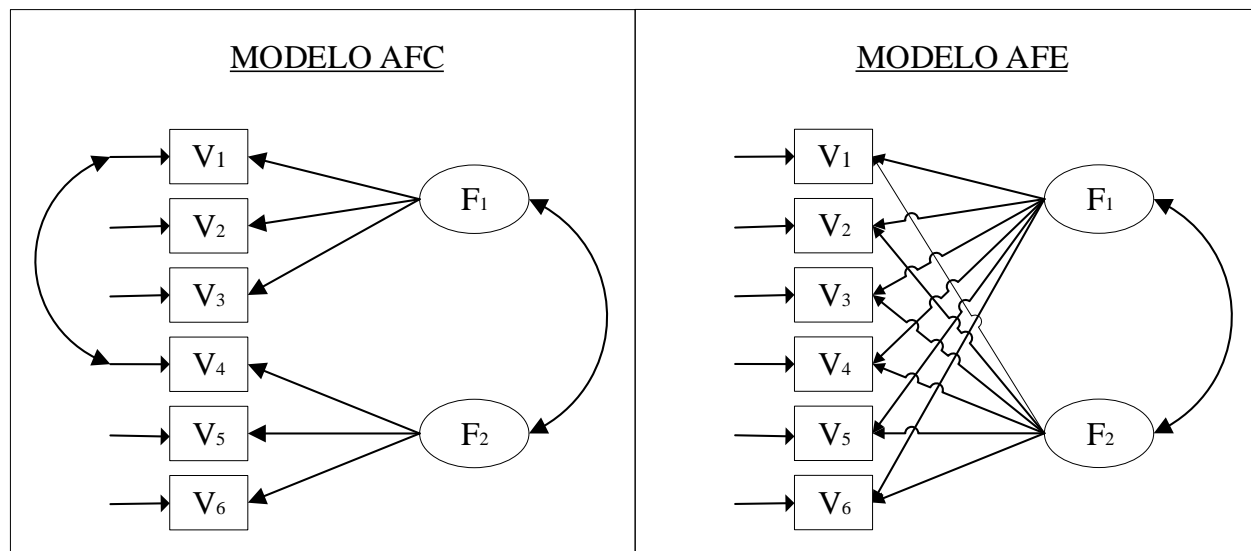 MODELO AFC
V1
V2
F1
V3
V4
V5
F2
V6
MODELO AFE
V1
V2
F1
V3
V4
V5
F2
V6